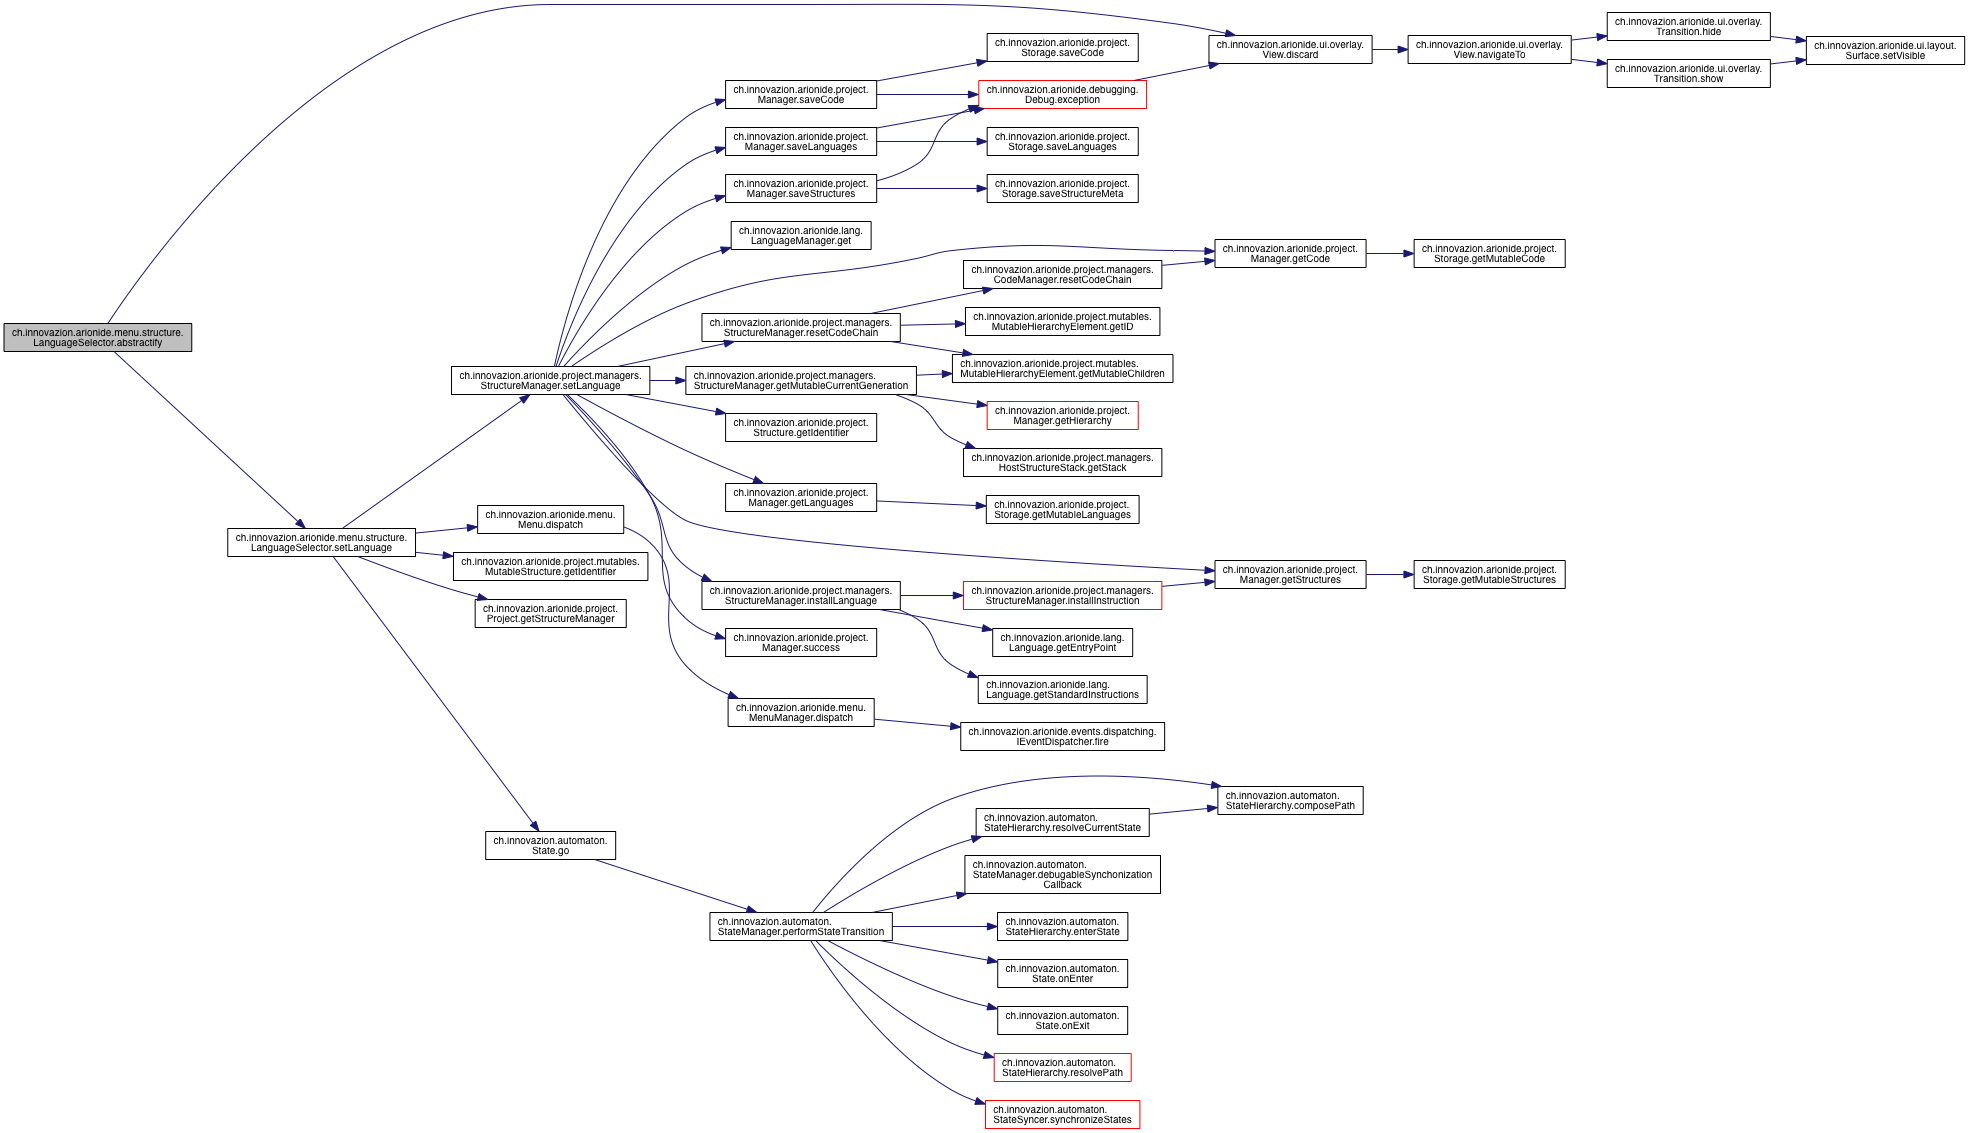 ch.innovazion.arionide.menu.structure.
LanguageSelector.abstractify
ch.innovazion.arionide.menu.structure.
LanguageSelector.setLanguage
ch.innovazion.arionide.project.managers.
StructureManager.setLanguage
ch.innovazion.arionide.menu.
Menu.dispatch
ch.innovazion.arionide.project.mutables.
MutableStructure.getIdentifier
ch.innovazion.arionide.project.
Project.getStructureManager
ch.innovazion.automaton.
State.go
ch.innovazion.arionide.project.
Manager.saveCode
ch.innovazion.arionide.project.
Manager.saveLanguages
ch.innovazion.arionide.project.
Manager.saveStructures
ch.innovazion.arionide.lang.
LanguageManager.get
ch.innovazion.arionide.project.managers.
StructureManager.resetCodeChain
ch.innovazion.arionide.project.managers.
StructureManager.getMutableCurrentGeneration
ch.innovazion.arionide.project.
Structure.getIdentifier
ch.innovazion.arionide.project.
Manager.getLanguages
ch.innovazion.arionide.project.managers.
StructureManager.installLanguage
ch.innovazion.arionide.project.
Manager.success
ch.innovazion.arionide.menu.
MenuManager.dispatch
ch.innovazion.automaton.
StateManager.performStateTransition
ch.innovazion.arionide.project.
Storage.saveCode
ch.innovazion.arionide.debugging.
Debug.exception
ch.innovazion.arionide.project.
Storage.saveLanguages
ch.innovazion.arionide.project.
Storage.saveStructureMeta
ch.innovazion.arionide.project.managers.
CodeManager.resetCodeChain
ch.innovazion.arionide.project.mutables.
MutableHierarchyElement.getID
ch.innovazion.arionide.project.mutables.
MutableHierarchyElement.getMutableChildren
ch.innovazion.arionide.project.
Manager.getHierarchy
ch.innovazion.arionide.project.managers.
HostStructureStack.getStack
ch.innovazion.arionide.project.
Storage.getMutableLanguages
ch.innovazion.arionide.project.managers.
StructureManager.installInstruction
ch.innovazion.arionide.lang.
Language.getEntryPoint
ch.innovazion.arionide.lang.
Language.getStandardInstructions
ch.innovazion.arionide.events.dispatching.
IEventDispatcher.fire
ch.innovazion.automaton.
StateHierarchy.resolveCurrentState
ch.innovazion.automaton.
StateManager.debugableSynchonization
Callback
ch.innovazion.automaton.
StateHierarchy.enterState
ch.innovazion.automaton.
State.onEnter
ch.innovazion.automaton.
State.onExit
ch.innovazion.automaton.
StateHierarchy.resolvePath
ch.innovazion.automaton.
StateSyncer.synchronizeStates
ch.innovazion.arionide.ui.overlay.
View.discard
ch.innovazion.arionide.project.
Manager.getCode
ch.innovazion.arionide.project.
Manager.getStructures
ch.innovazion.automaton.
StateHierarchy.composePath
ch.innovazion.arionide.ui.overlay.
View.navigateTo
ch.innovazion.arionide.project.
Storage.getMutableCode
ch.innovazion.arionide.project.
Storage.getMutableStructures
ch.innovazion.arionide.ui.overlay.
Transition.hide
ch.innovazion.arionide.ui.overlay.
Transition.show
ch.innovazion.arionide.ui.layout.
Surface.setVisible